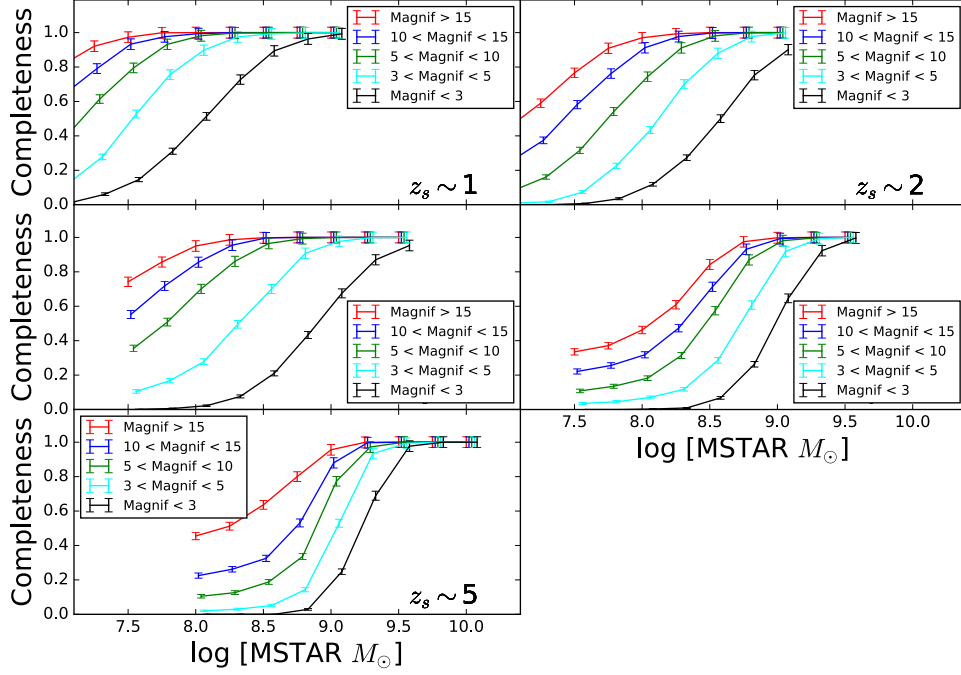 Completeness
1.0
0.8
0.6
0.4
0.2
0.0
Magnif > 15
10 < Magnif < 15
5 < Magnif < 10
3 < Magnif < 5
Magnif < 3
z_s ∼ 1
Magnif > 15
10 < Magnif < 15
5 < Magnif < 10
3 < Magnif < 5
Magnif < 3
z_s ∼ 2
Completeness
1.0
0.8
0.6
0.4
0.2
0.0
Magnif > 15
10 < Magnif < 15
5 < Magnif < 10
3 < Magnif < 5
Magnif < 3
Magnif > 15
10 < Magnif < 15
5 < Magnif < 10
3 < Magnif < 5
Magnif < 3
7.5 8.0 8.5 9.0 9.5 10.0
log [MSTAR M⊙]
Completeness
1.0
0.8
0.6
0.4
0.2
0.0
Magnif > 15
10 < Magnif < 15
5 < Magnif < 10
3 < Magnif < 5
Magnif < 3
z_s ∼ 5
7.5 8.0 8.5 9.0 9.5 10.0
log [MSTAR M⊙]